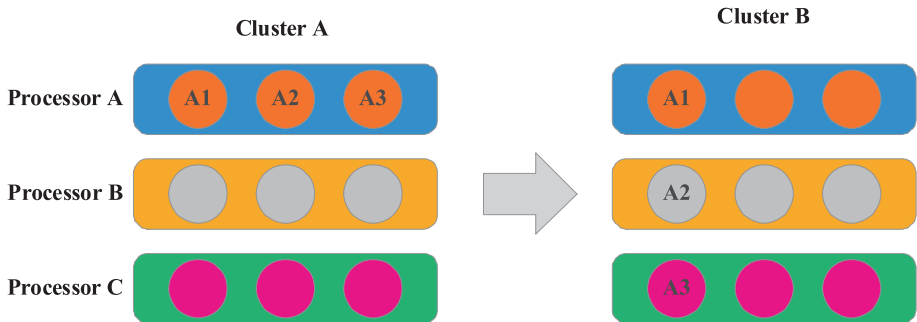 Cluster A
Cluster B
Processor A
A1 A2 A3
A1
Processor B
A2
Processor C
A3